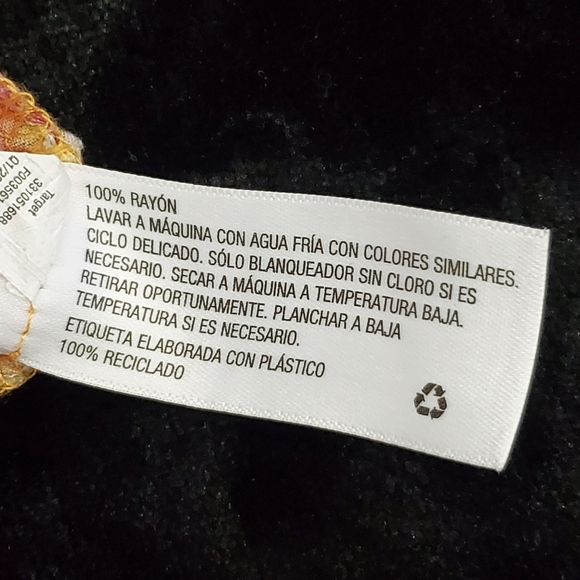 100% RAYÓN
LAVAR A MÁQUINA CON AGUA FRÍA CON COLORES SIMILARES.
CICLO DELICADO. SÓLO BLANQUEADOR SIN CLORO SI ES
NECESARIO. SECAR A MÁQUINA A TEMPERATURA BAJA.
RETIRAR OPORTUNAMENTE. PLANCHAR A BAJA
TEMPERATURA SI ES NECESARIO.
ETIQUETA ELABORADA CON PLÁSTICO
100% RECICLADO
Target